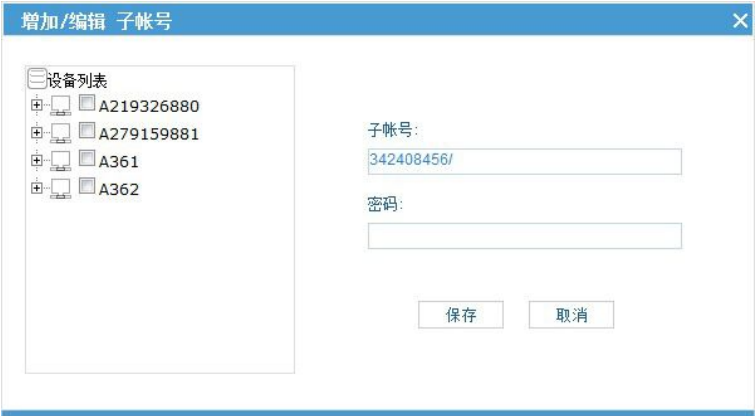 增加/编辑 子帐号
设备列表
A219326880
A279159881
A361
A362
子帐号:
342408456/
密码:
保存
取消